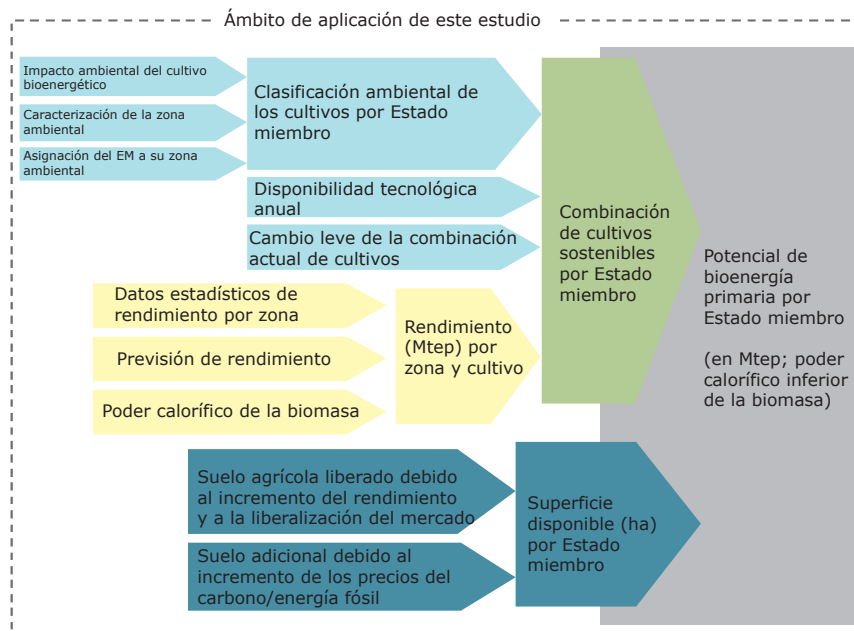 Ámbito de aplicación de este estudio
Impacto ambiental del cultivo
bioenergético
Caracterización de la zona
ambiental
Asignación del EM a su zona
ambiental
Clasificación ambiental de
los cultivos por Estado
miembro
Disponibilidad tecnológica
anual
Cambio leve de la combinación
actual de cultivos
Datos estadísticos de
rendimiento por zona
Previsión de rendimiento
Poder calorífico de la biomasa
Rendimiento
(Mtep) por
zona y cultivo
Combinación
de cultivos
sostenibles
por Estado
miembro
Suelo agrícola liberado debido
al incremento del rendimiento
y a la liberalización del mercado
Suelo adicional debido al
incremento de los precios del
carbono/energía fósil
Superficie
disponible (ha)
por Estado
miembro
Potencial de
bioenergía
primaria por
Estado miembro
(en Mtep; poder
calorífico inferior
de la biomasa)